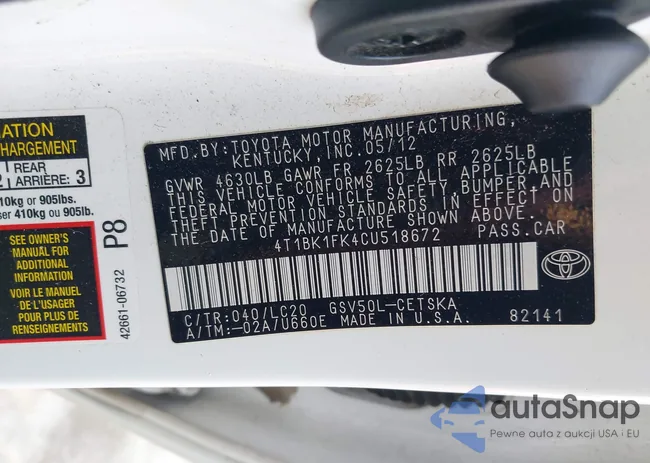 ATION
HARGEMENT
REAR
ARRIÈRE: 3
10kg or 905lbs.
ser 410kg ou 905lb.
SEE OWNER'S
MANUAL FOR
ADDITIONAL
INFORMATION
VOIR LE MANUEL
DE L'USAGER
POUR PLUS DE
RENSEIGNEMENTS
P8
42661-06732
MFD.BY: TOYOTA MOTOR MANUFACTURING,
KENTUCKY, INC. 05/12
GVWR 4630LB GAWR FR 2625LB RR 2625LB
THIS VEHICLE CONFORMS TO ALL APPLICABLE
FEDERAL MOTOR VEHICLE SAFETY, BUMPER, AND
THEFT PREVENTION STANDARDS IN EFFECT ON
THE DATE OF MANUFACTURE SHOWN ABOVE.
4T1BK1FK4CU518672 PASS.CAR
C/TR:040/LC20 GSV50L-CETSKA
A/TM:-02A/U660E MADE IN U.S.A. 82141
autaSnap
Pewne auta z aukcji USA i EU